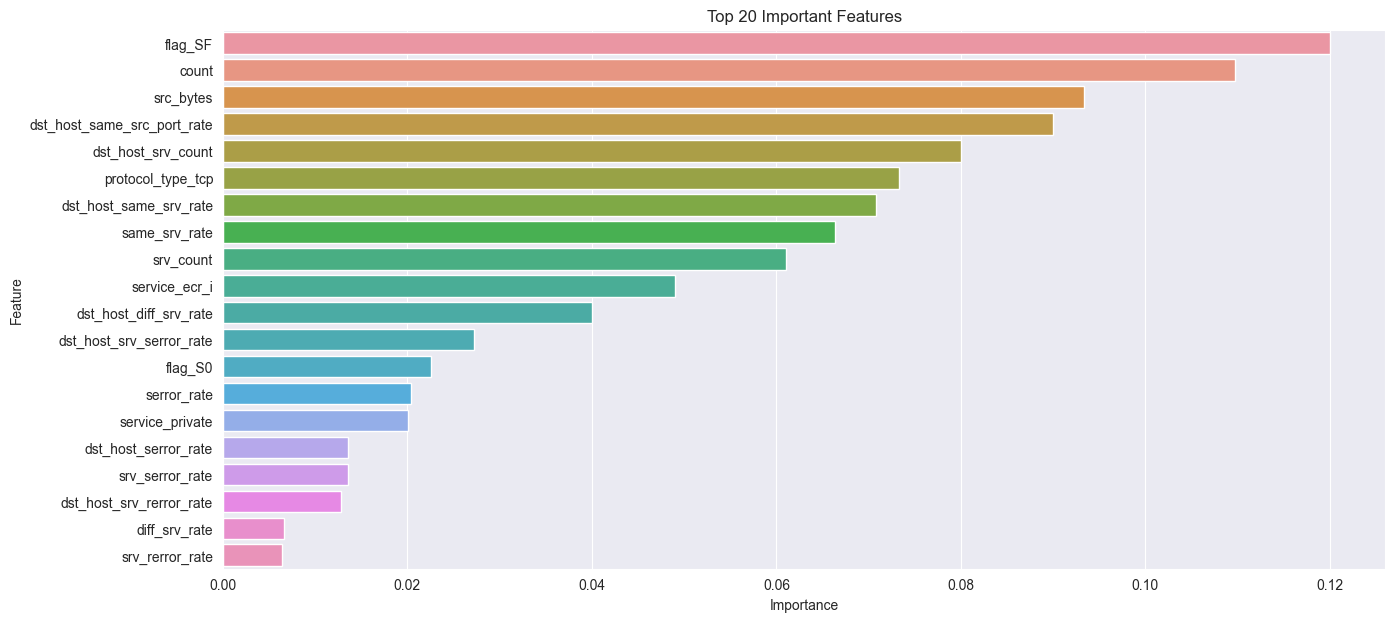 Top 20 Important Features
Feature
flag_SF
count
src_bytes
dst_host_same_src_port_rate
dst_host_srv_count
protocol_type_tcp
dst_host_same_srv_rate
same_srv_rate
srv_count
service_ecr_i
dst_host_diff_srv_rate
dst_host_srv_serror_rate
flag_S0
serror_rate
service_private
dst_host_serror_rate
srv_serror_rate
dst_host_srv_rerror_rate
diff_srv_rate
srv_rerror_rate
0.00 0.02 0.04 0.06 0.08 0.10 0.12
Importance